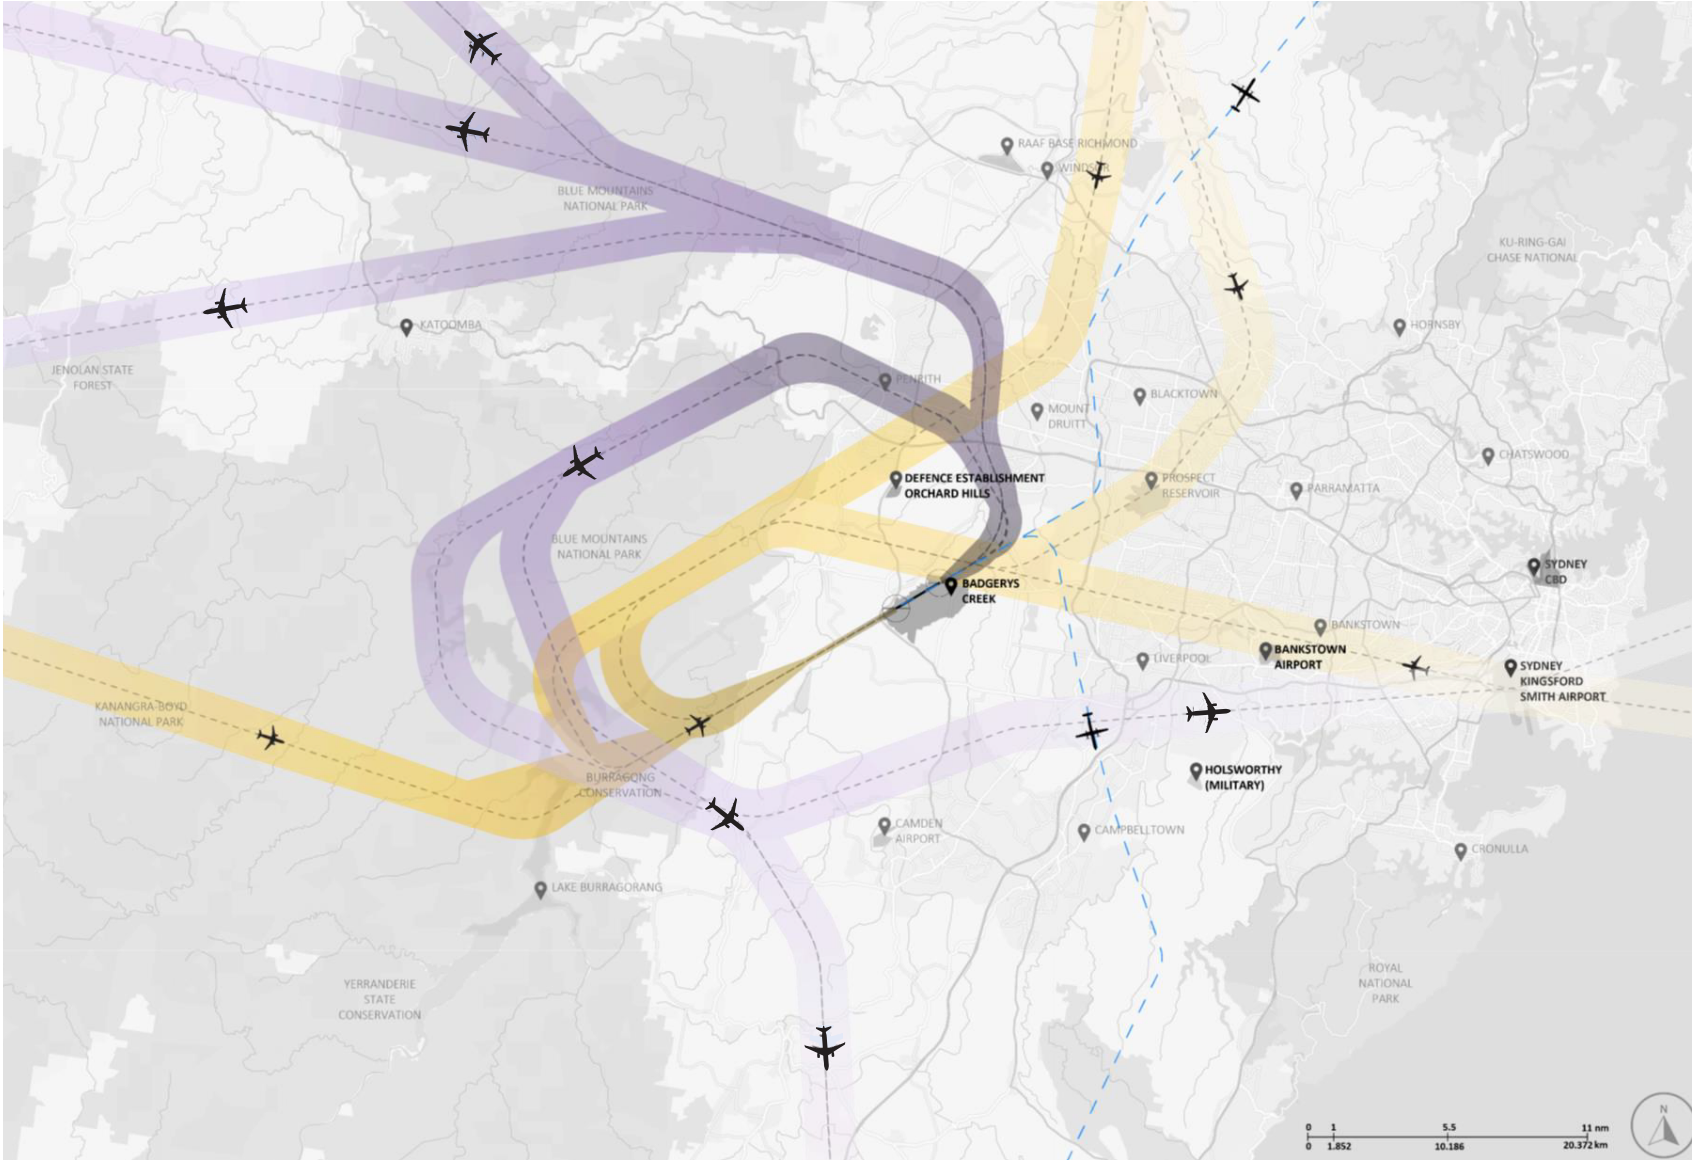 RAAF BASE RICHMOND
WINDSOR
BLUE MOUNTAINS
NATIONAL PARK
KU-RING-GAI
CHASE NATIONAL
KATOOMBA
HORNSBY
JENOLAN STATE
FOREST
PENRITH
BLACKTOWN
MOUNT
DRUITT
CHATSWOOD
DEFENCE ESTABLISHMENT
ORCHARD HILLS
PROSPECT
RESERVOIR
PARRAMATTA
BLUE MOUNTAINS
NATIONAL PARK
SYDNEY
CBD
BADGERYS
CREEK
BANKSTOWN
BANKSTOWN
AIRPORT
LIVERPOOL
SYDNEY
KINGSFORD
SMITH AIRPORT
KANANGRA-BOYD
NATIONAL PARK
BURRAGONG
CONSERVATION
HOLSWORTHY
(MILITARY)
CAMDEN
AIRPORT
CAMPBELLTOWN
CRONULLA
LAKE BURRAGORANG
YERRANDERIE
STATE
CONSERVATION
ROYAL
NATIONAL
PARK
N
0 1 5.5 11 nm
0 1.852 10.186 20.372 km